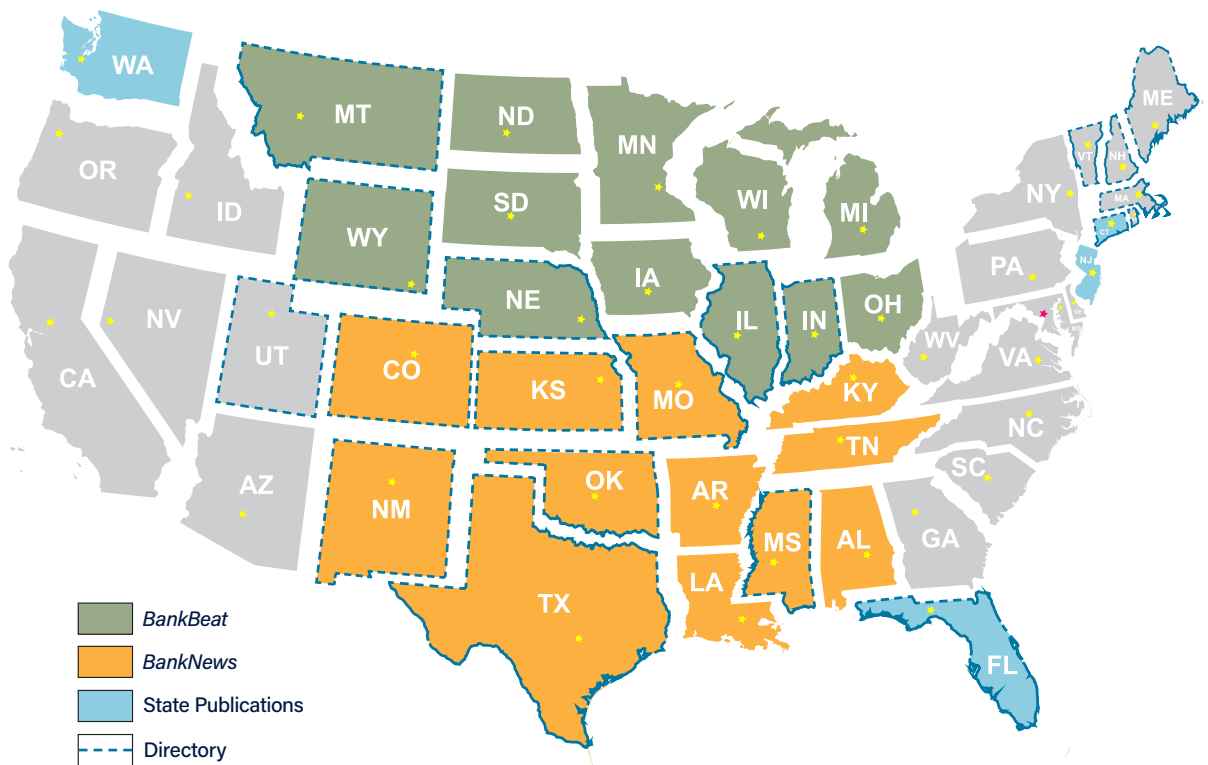 WA
MT
ND
MN
OR
ID
WY
SD
WI
MI
ME
VT
NH
NY
MA
CT
PA
NJ
NE
IA
IL
IN
OH
NV
UT
CA
CO
KS
MO
WV
VA
KY
TN
NC
SC
AZ
NM
OK
AR
MS
AL
GA
TX
LA
FL
BankBeat
BankNews
State Publications
Directory